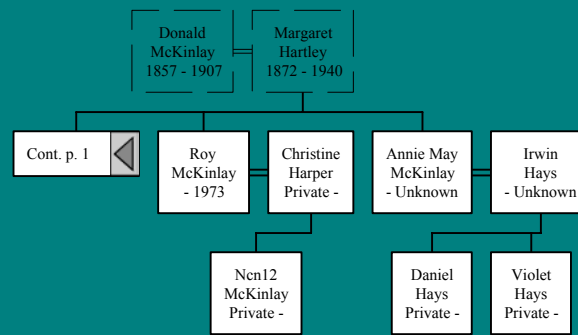 Donald
McKinlay
1857 - 1907
Margaret
Hartley
1872 - 1940
Cont. p. 1
Roy
McKinlay
- 1973
Christine
Harper
Private -
Annie May
McKinlay
- Unknown
Irwin
Hays
- Unknown
Ncn12
McKinlay
Private -
Daniel
Hays
Private -
Violet
Hays
Private -